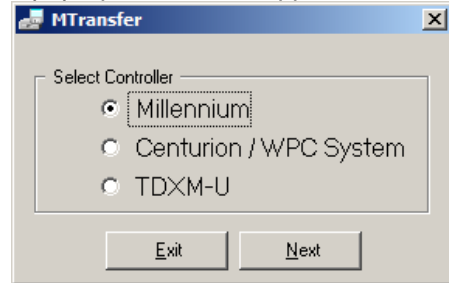 MTransfer
Select Controller
Millennium
Centurion / WPC System
TDXM-U
Exit
Next